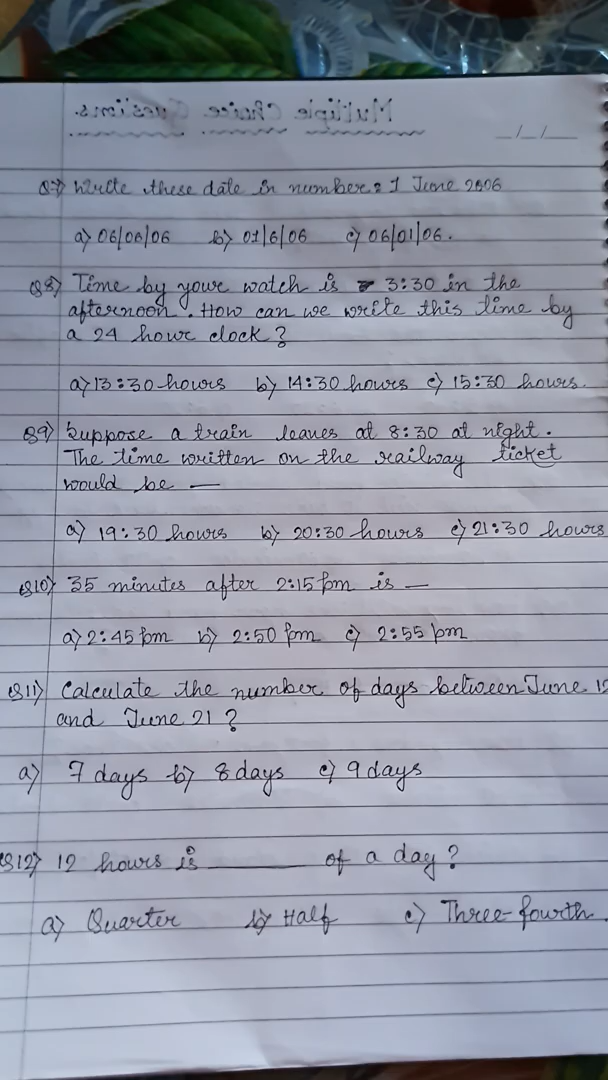 Multiple Choice Questions.
_/_/__
Q7) Write these date in number: 1 June 2006
a) 06/06/06 b) 01/6/06 c) 06/01/06.
Q8) Time by your watch is 3:30 in the
afternoon. How can we write this time by
a 24 hour clock?
a) 13:30 hours b) 14:30 hours c) 15:30 hours.
Q9) Suppose a train leaves at 8:30 at night.
The time written on the railway ticket
would be —
a) 19:30 hours b) 20:30 hours c) 21:30 hours
Q10) 35 minutes after 2:15 pm is —
a) 2:45 pm b) 2:50 pm c) 2:55 pm
Q11) Calculate the number of days between June
and June 21?
a) 7 days b) 8 days c) 9 days
Q12) 12 hours is ______ of a day?
a) Quarter b) Half c) Three-fourth.